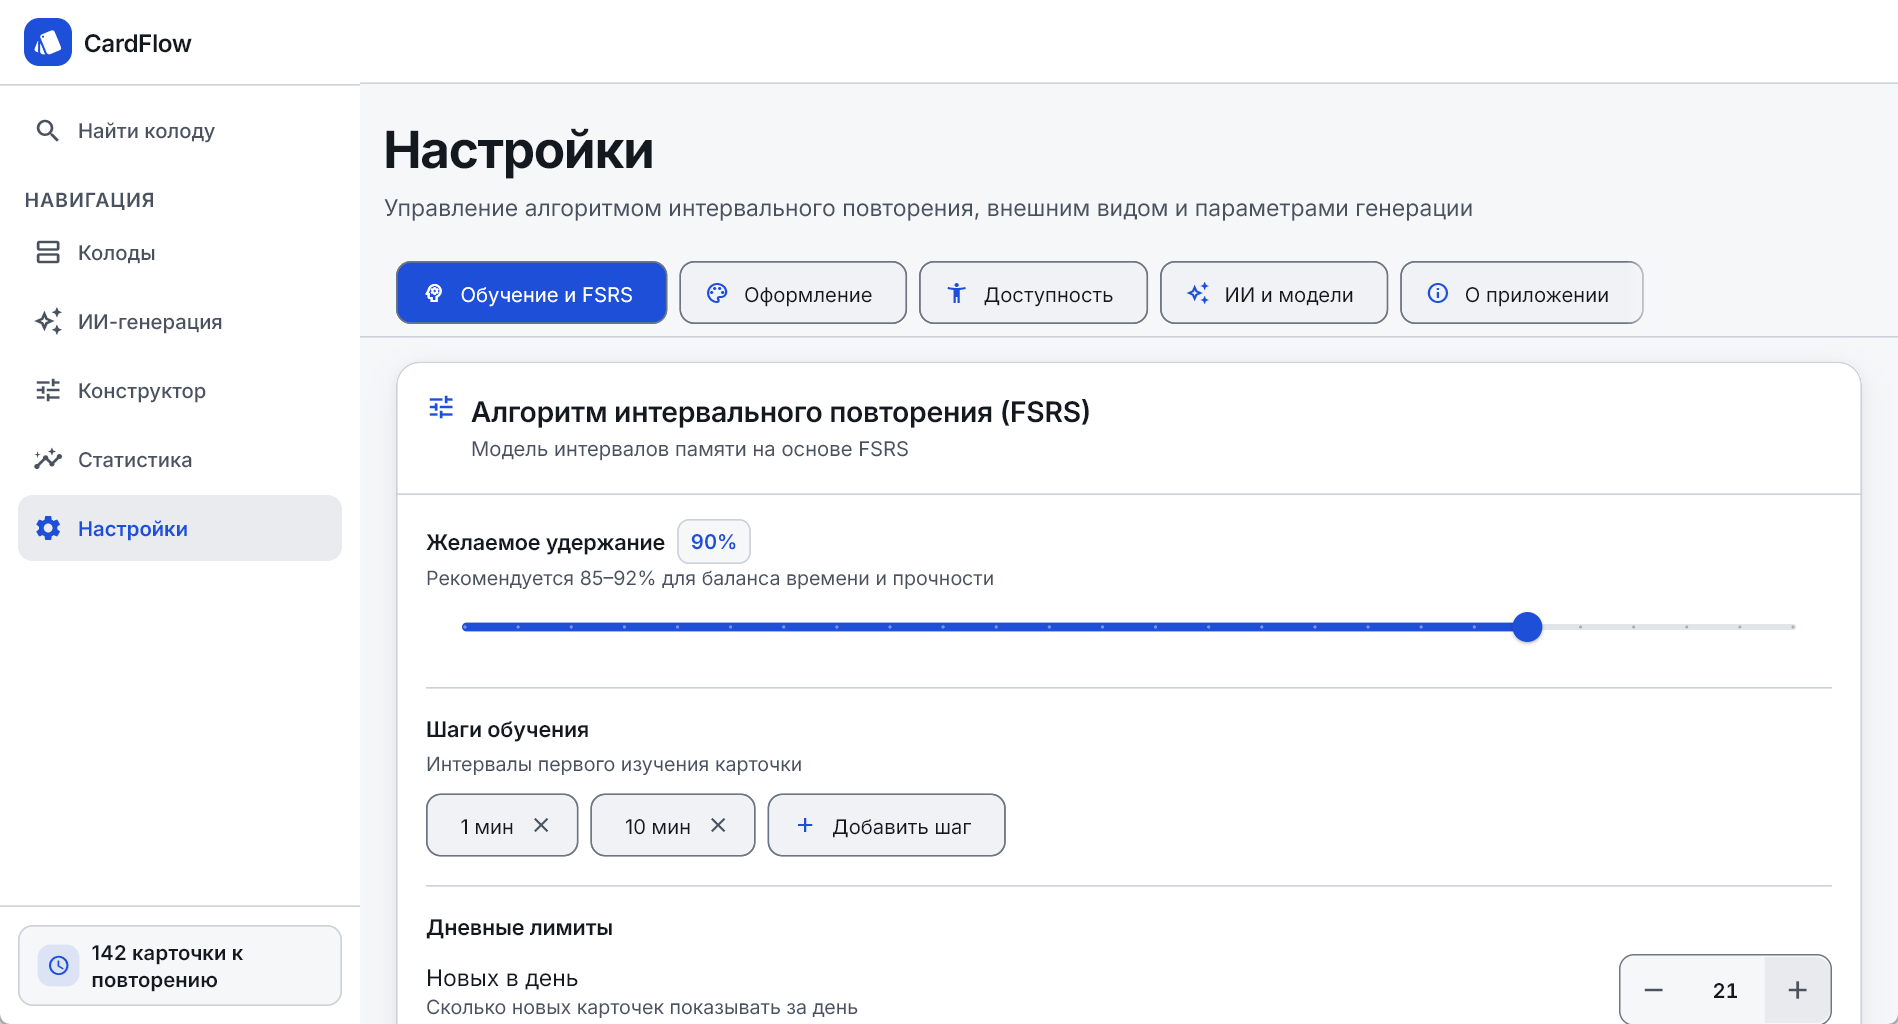 CardFlow
Найти колоду
НАВИГАЦИЯ
Колоды
ИИ-генерация
Конструктор
Статистика
Настройки
142 карточки к
повторению
Настройки
Управление алгоритмом интервального повторения, внешним видом и параметрами генерации
Обучение и FSRS
Оформление
Доступность
ИИ и модели
О приложении
Алгоритм интервального повторения (FSRS)
Модель интервалов памяти на основе FSRS
Желаемое удержание 90%
Рекомендуется 85–92% для баланса времени и прочности
Шаги обучения
Интервалы первого изучения карточки
1 мин
10 мин
Добавить шаг
Дневные лимиты
Новых в день
Сколько новых карточек показывать за день
21